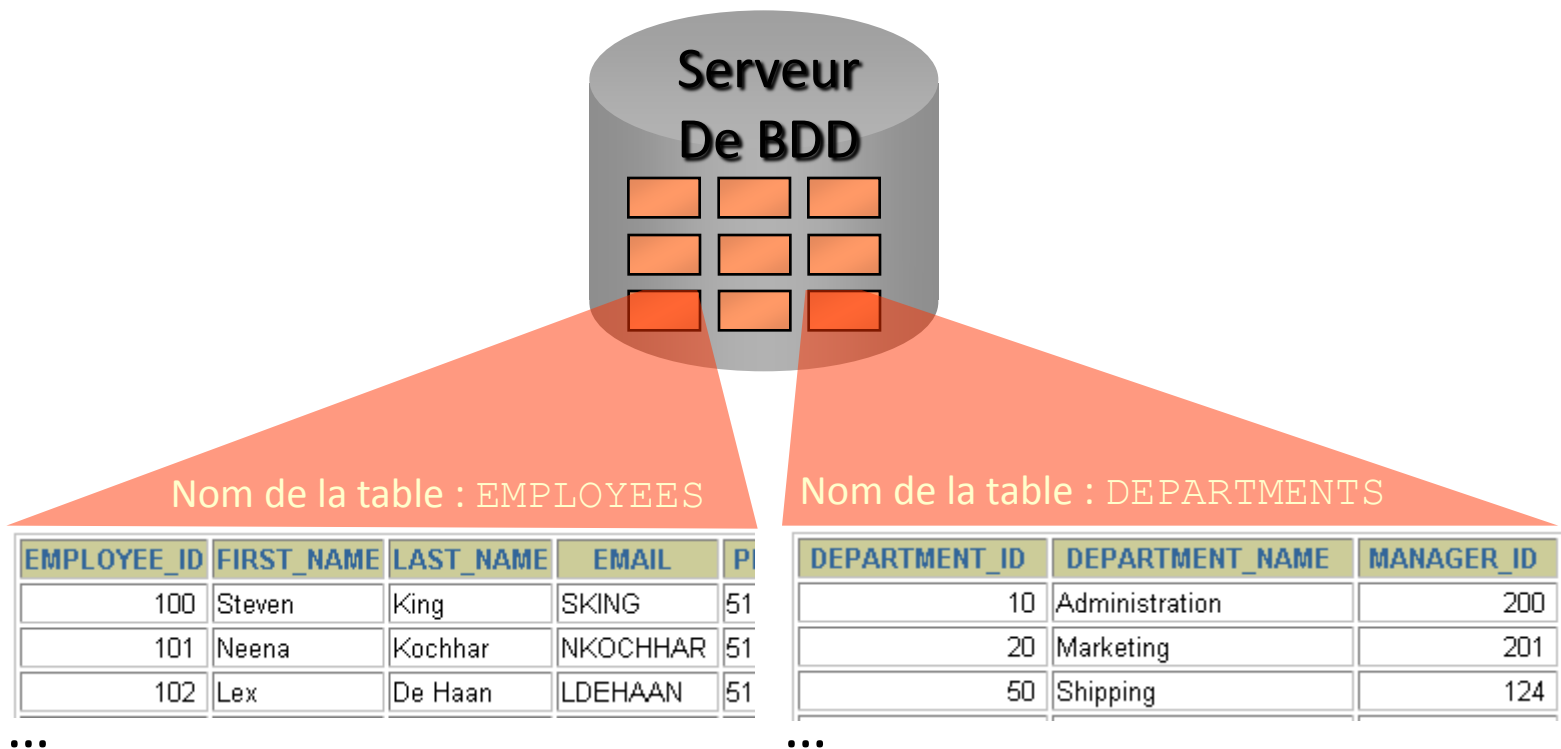 Serveur
De BDD
Nom de la table : EMPLOYEES
EMPLOYEE_ID FIRST_NAME LAST_NAME EMAIL
100 Steven King SKING 51
101 Neena Kochhar NKOCHHAR 51
102 Lex De Haan LDEHAAN 51
...
Nom de la table : DEPARTMENTS
DEPARTMENT_ID DEPARTMENT_NAME MANAGER_ID
10 Administration 200
20 Marketing 201
50 Shipping 124
...